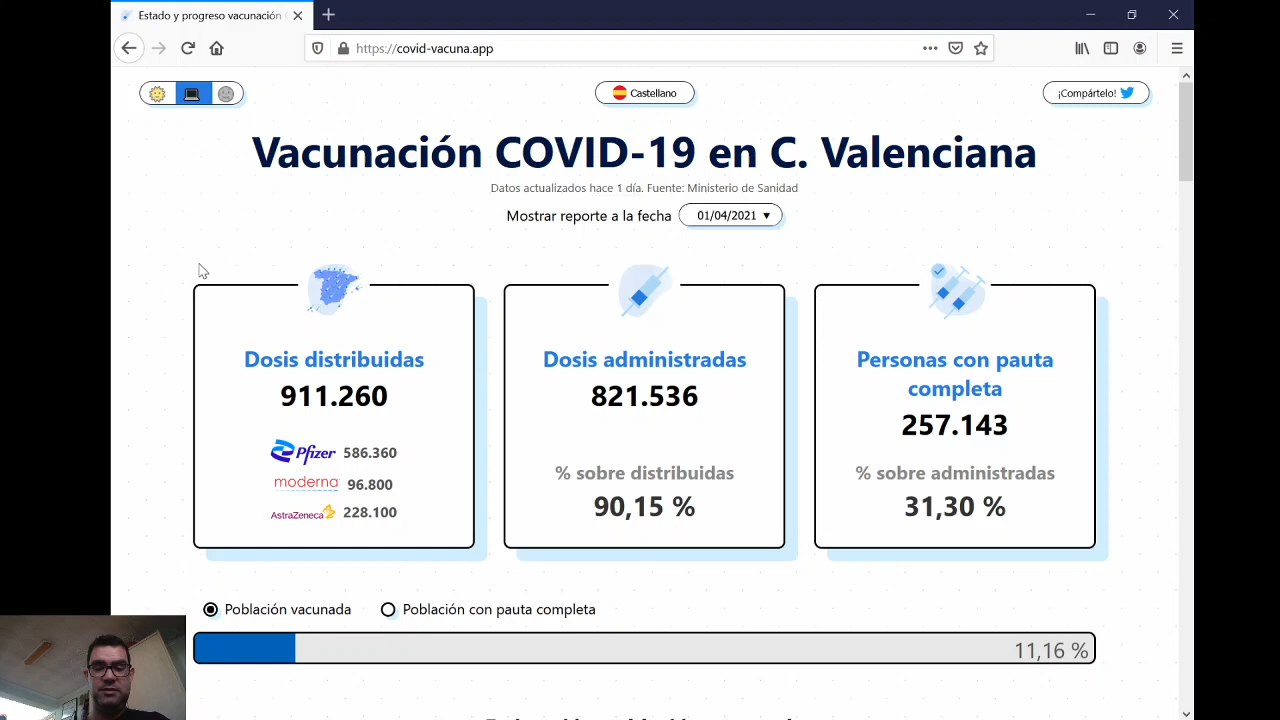 Estado y progreso vacunación
https://covid-vacuna.app
Castellano
¡Compártelo!
Vacunación COVID-19 en C. Valenciana
Datos actualizados hace 1 día. Fuente: Ministerio de Sanidad
Mostrar reporte a la fecha 01/04/2021
Dosis distribuidas
911.260
Pfizer 586.360
moderna 96.800
AstraZeneca 228.100
Dosis administradas
821.536
% sobre distribuidas
90,15 %
Personas con pauta
completa
257.143
% sobre administradas
31,30 %
Población vacunada
Población con pauta completa
11,16 %